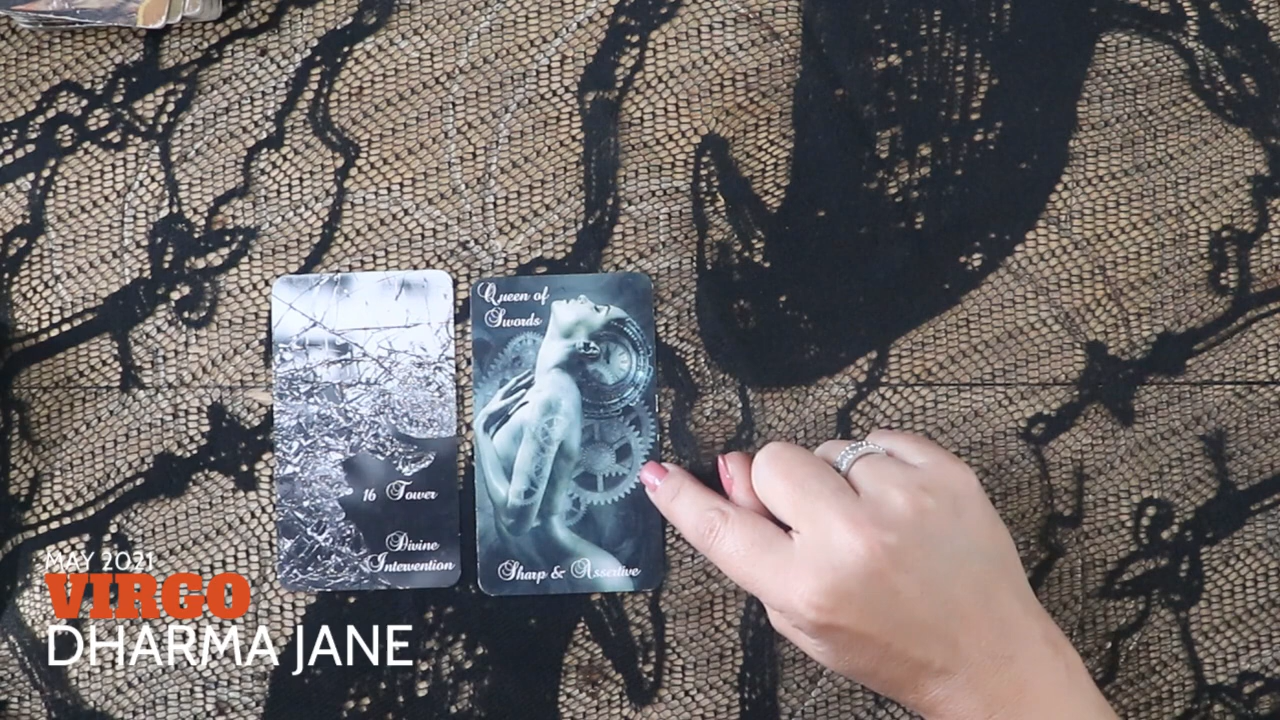 Queen of
Swords
16 Tower
Divine
Intervention
Sharp & Assertive
MAY 2021
VIRGO
DHARMA JANE